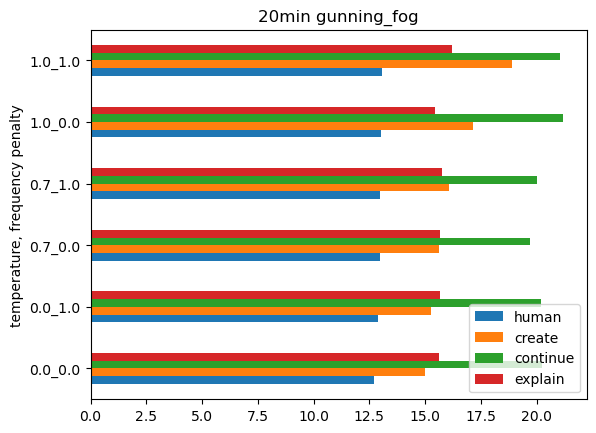 20min gunning_fog
temperature, frequency penalty
1.0_1.0
1.0_0.0
0.7_1.0
0.7_0.0
0.0_1.0
0.0_0.0
human
create
continue
explain
0.0 2.5 5.0 7.5 10.0 12.5 15.0 17.5 20.0